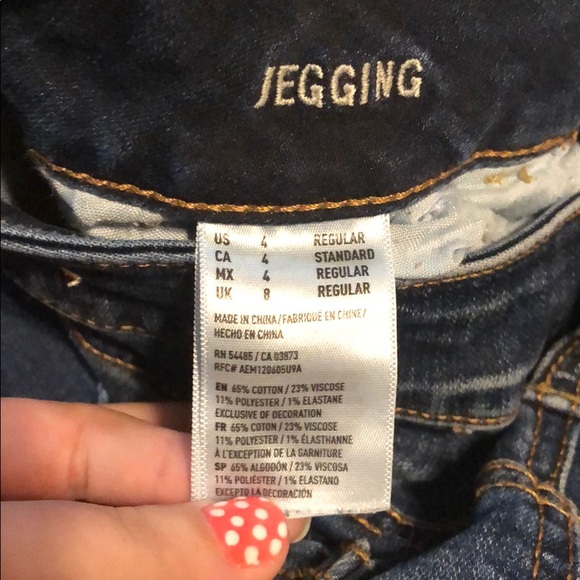 JEGGING
US 4 REGULAR
CA 4 STANDARD
MX 4 REGULAR
UK 8 REGULAR
MADE IN CHINA/FABRIQUÉ EN CHINE/
HECHO EN CHINA
RN 54485 / CA 03873
RFC# AEM120605U9A
EN 65% COTTON / 23% VISCOSE
11% POLYESTER / 1% ELASTANE
EXCLUSIVE OF DECORATION
FR 65% COTON / 23% VISCOSE
11% POLYESTER / 1% ÉLASTHANNE
À L'EXCEPTION DE LA GARNITURE
SP 65% ALGODÓN / 23% VISCOSA
11% POLIÉSTER / 1% ELASTANO
EXCEPTO LA DECORACIÓN